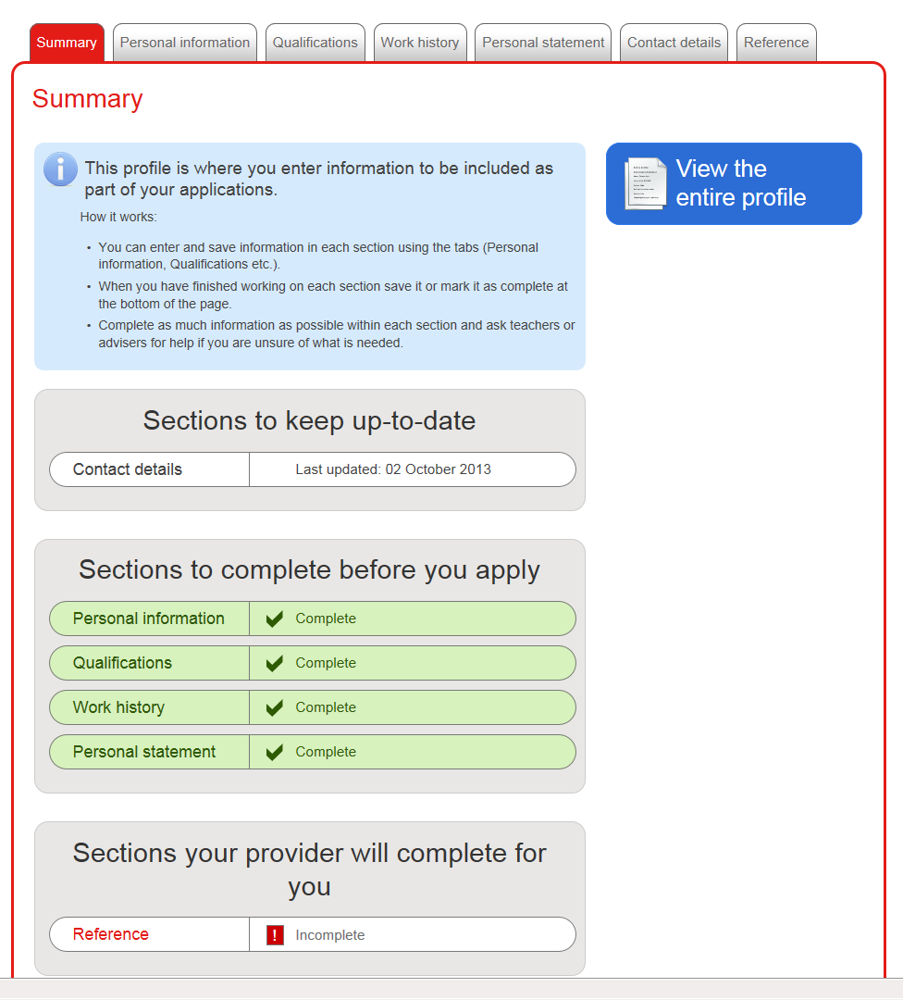 Summary
Personal information
Qualifications
Work history
Personal statement
Contact details
Reference
Summary
This profile is where you enter information to be included as
part of your applications.
How it works:
• You can enter and save information in each section using the tabs (Personal
information, Qualifications etc.).
• When you have finished working on each section save it or mark it as complete at
the bottom of the page.
• Complete as much information as possible within each section and ask teachers or
advisers for help if you are unsure of what is needed.
View the
entire profile
Sections to keep up-to-date
Contact details Last updated: 02 October 2013
Sections to complete before you apply
Personal information Complete
Qualifications Complete
Work history Complete
Personal statement Complete
Sections your provider will complete for
you
Reference ! Incomplete